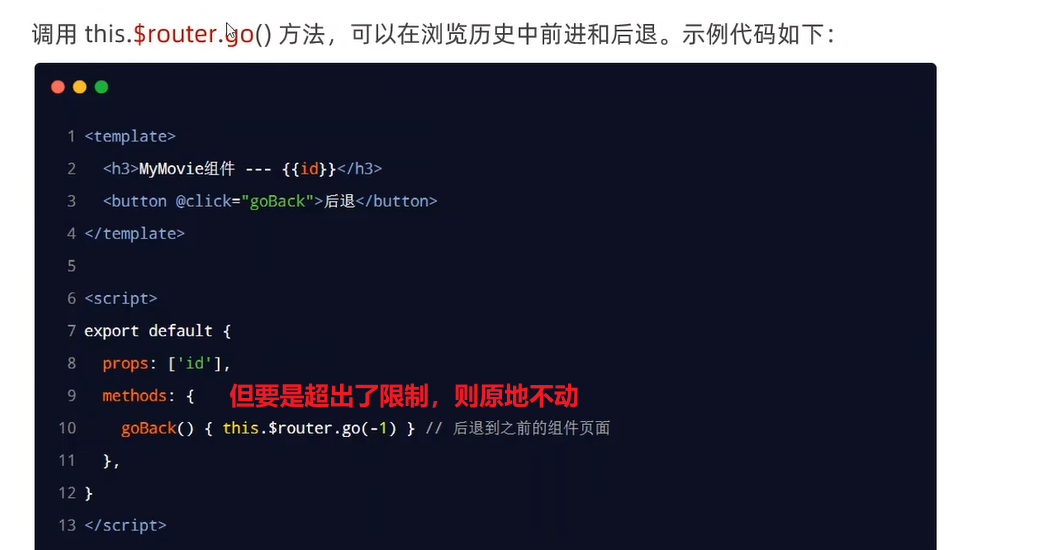 调用 this.$router.go() 方法，可以在浏览历史中前进和后退。示例代码如下：
1 <template>
2   <h3>MyMovie组件 --- {{id}}</h3>
3   <button @click="goBack">后退</button>
4 </template>
5
6 <script>
7 export default {
8   props: ['id'],
9   methods: { 但要是超出了限制，则原地不动
10     goBack() { this.$router.go(-1) } // 后退到之前的组件页面
11   },
12 }
13 </script>